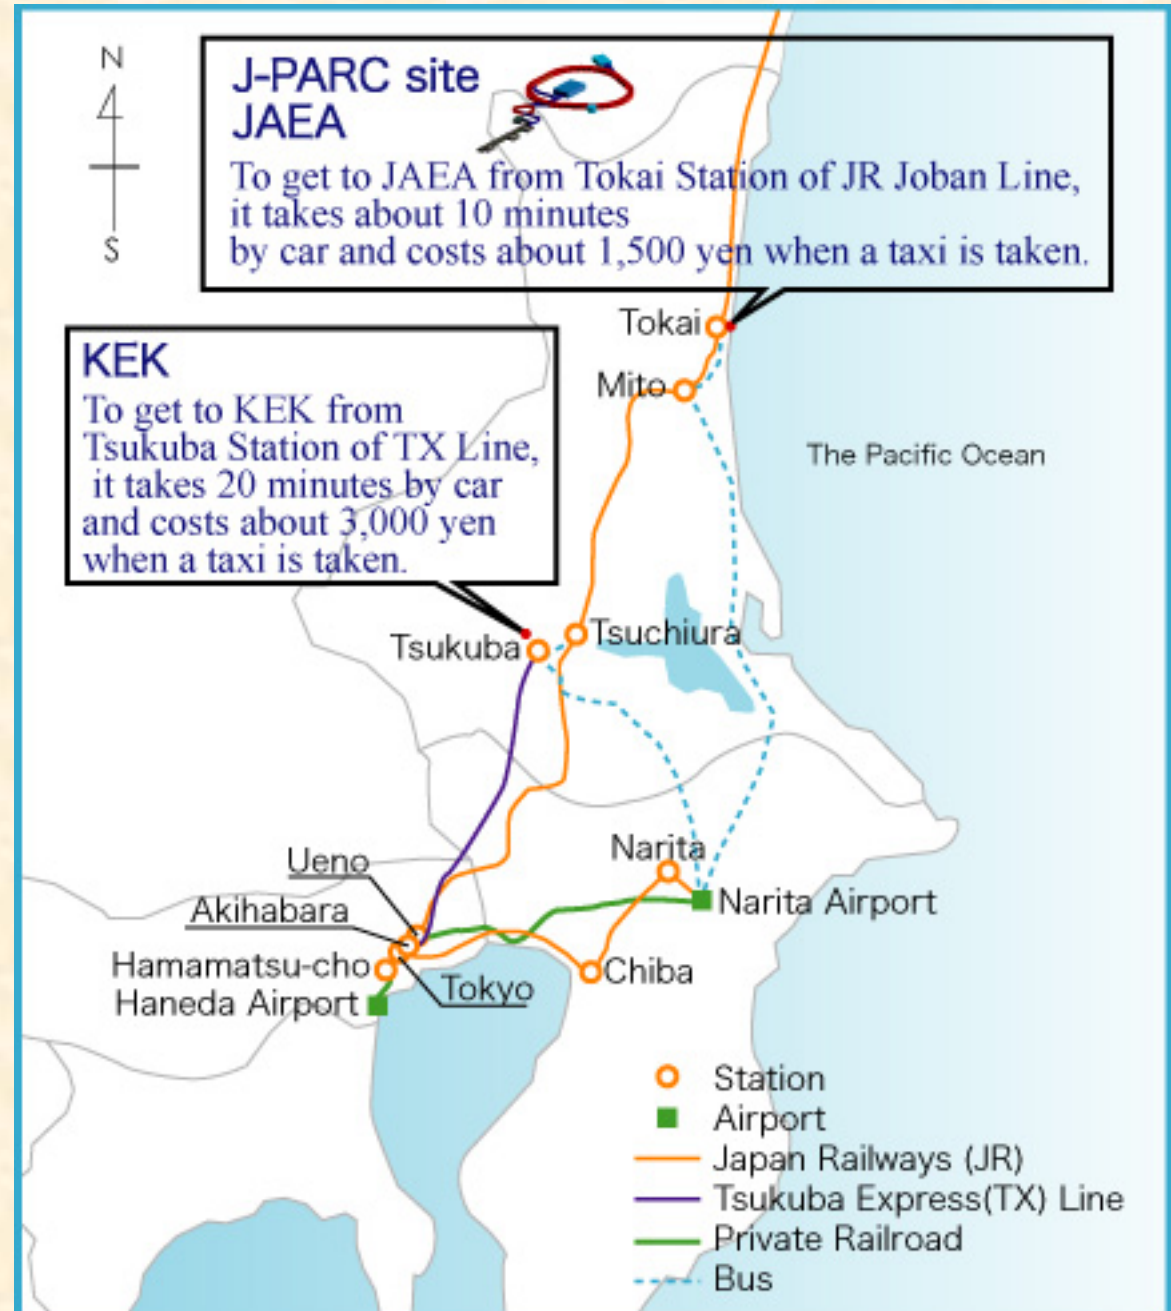 N
S
J-PARC site
JAEA
To get to JAEA from Tokai Station of JR Joban Line,
it takes about 10 minutes
by car and costs about 1,500 yen when a taxi is taken.
Tokai
Mito
KEK
To get to KEK from
Tsukuba Station of TX Line,
it takes 20 minutes by car
and costs about 3,000 yen
when a taxi is taken.
The Pacific Ocean
Tsuchiura
Tsukuba
Narita
Ueno
Narita Airport
Akihabara
Hamamatsu-cho
Chiba
Tokyo
Haneda Airport
Station
Airport
Japan Railways (JR)
Tsukuba Express(TX) Line
Private Railroad
Bus